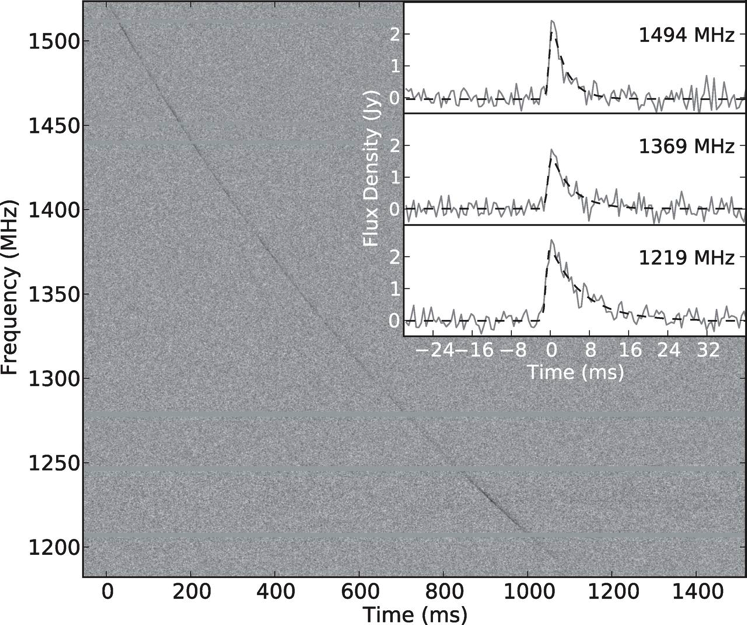 1494 MHz
2
1
0
1369 MHz
2
1
0
1219 MHz
2
1
0
Flux Density (Jy)
−24 −16 −8 0 8 16 24 32
Time (ms)
1500
1450
1400
1350
1300
1250
1200
Frequency (MHz)
0 200 400 600 800 1000 1200 1400
Time (ms)